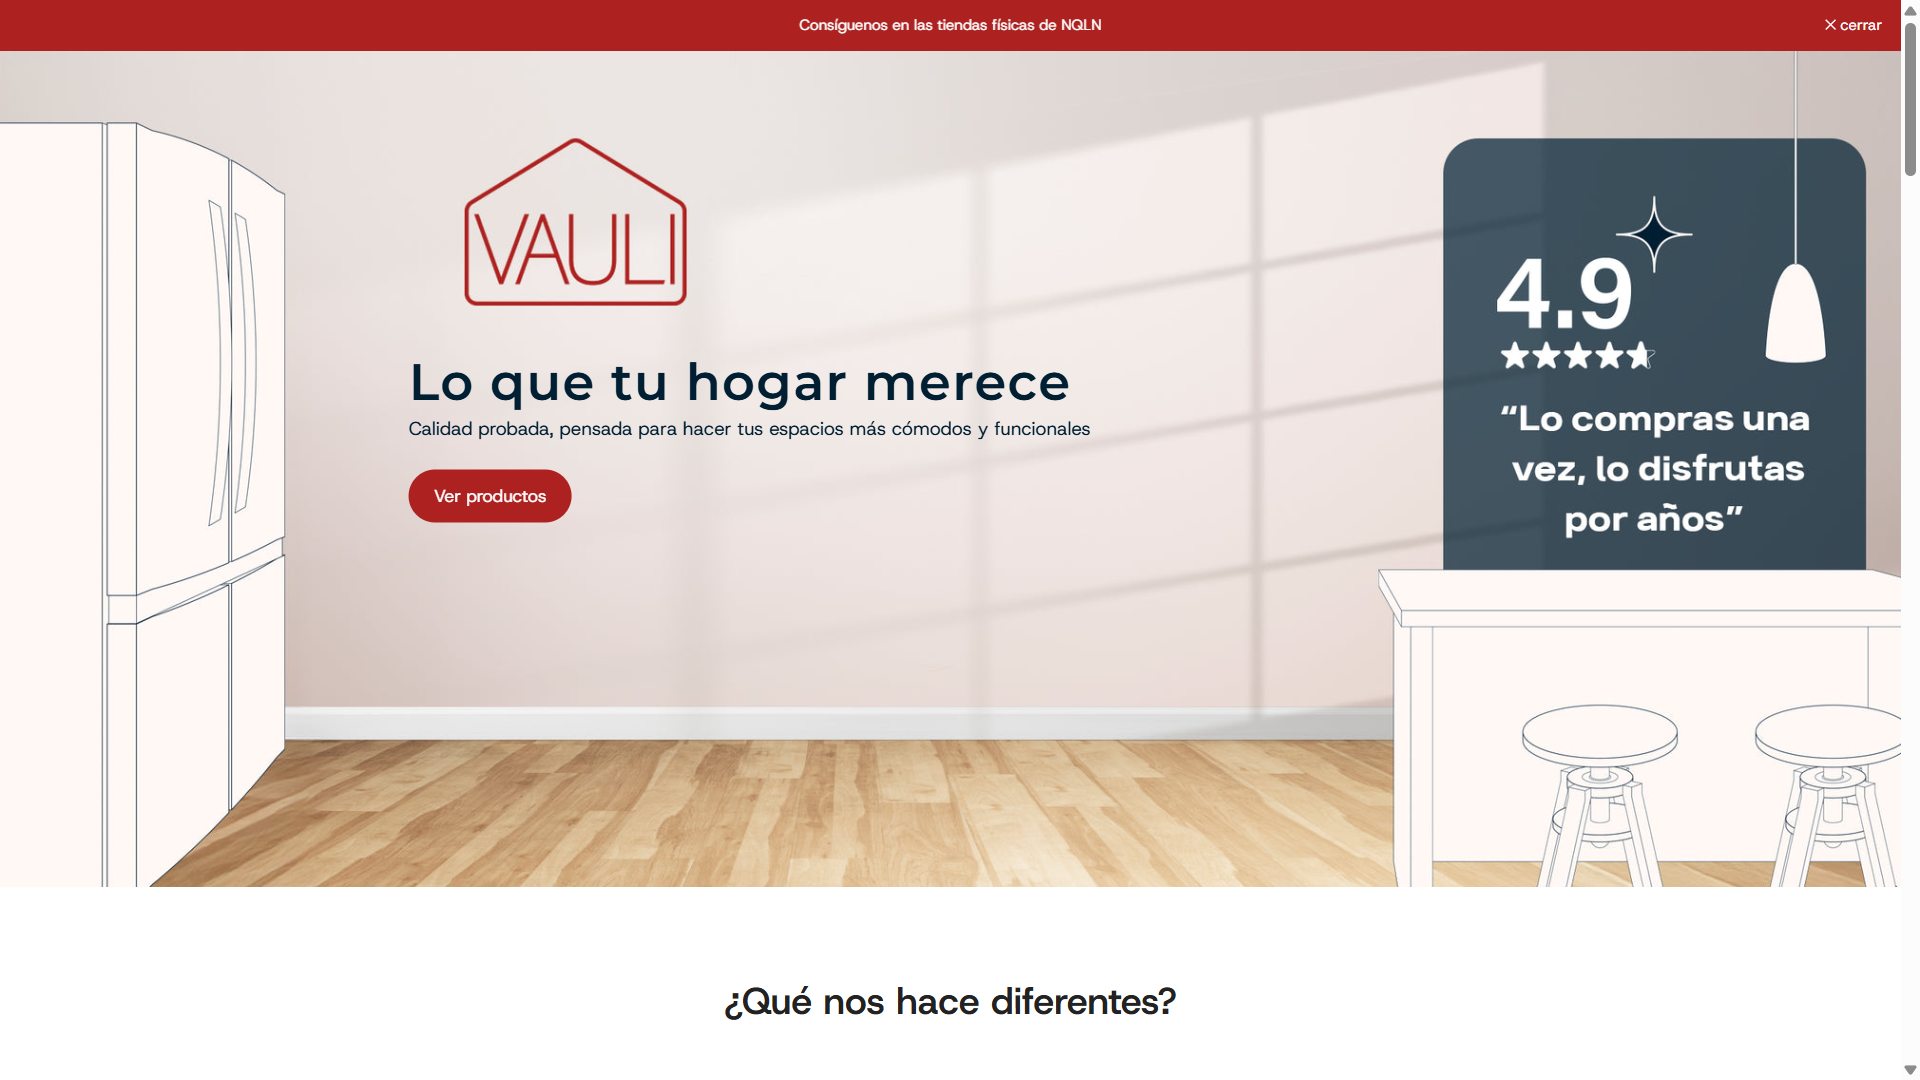 Consíguenos en las tiendas físicas de NQLN
cerrar
VAULI
4.9
Lo que tu hogar merece
Calidad probada, pensada para hacer tus espacios más cómodos y funcionales
Ver productos
“Lo compras una
vez, lo disfrutas
por años”
¿Qué nos hace diferentes?